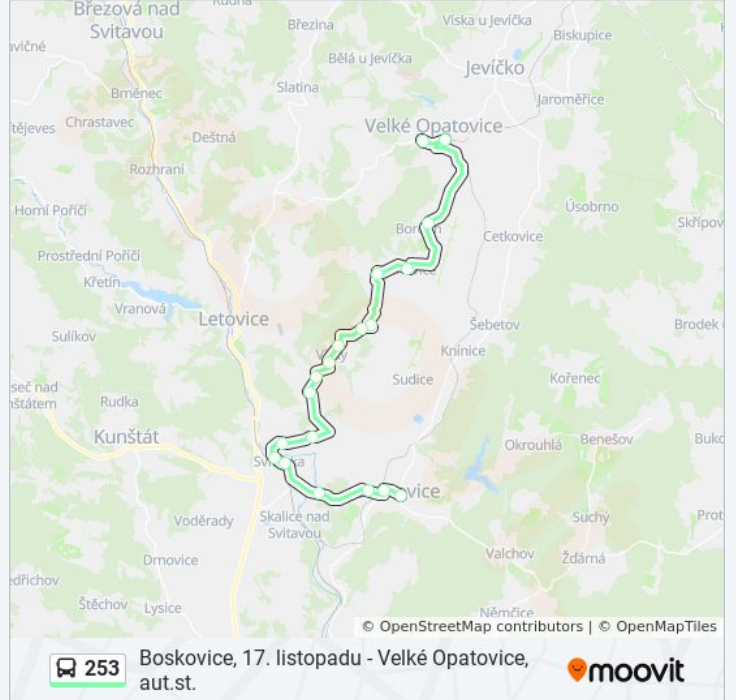 Březová nad
Svitavou
Rudná
Březina
Víska u Jevíčka
Biskupice
Bělá u Jevíčka
Jevíčko
Slatina
Brněnec
Jaroměřice
Chrastavec
Velké Opatovice
Deštná
Rozhraní
Horní Poříčí
Úsobrno
Prostřední Poříčí
Cetkovice
Křetín
Vranová
Letovice
Šebetov
Sulíkov
Knínice
Sudice
Kořenec
Rudka
Kunštát
Okrouhlá
Benešov
Skalice nad
Svitavou
Voděrady
Suchý
Valchov
Žďárná
Drnovice
Štěchov
Lysice
Němčice
© OpenStreetMap contributors | © OpenMapTiles
253
Boskovice, 17. listopadu - Velké Opatovice,
aut.st.
moovit